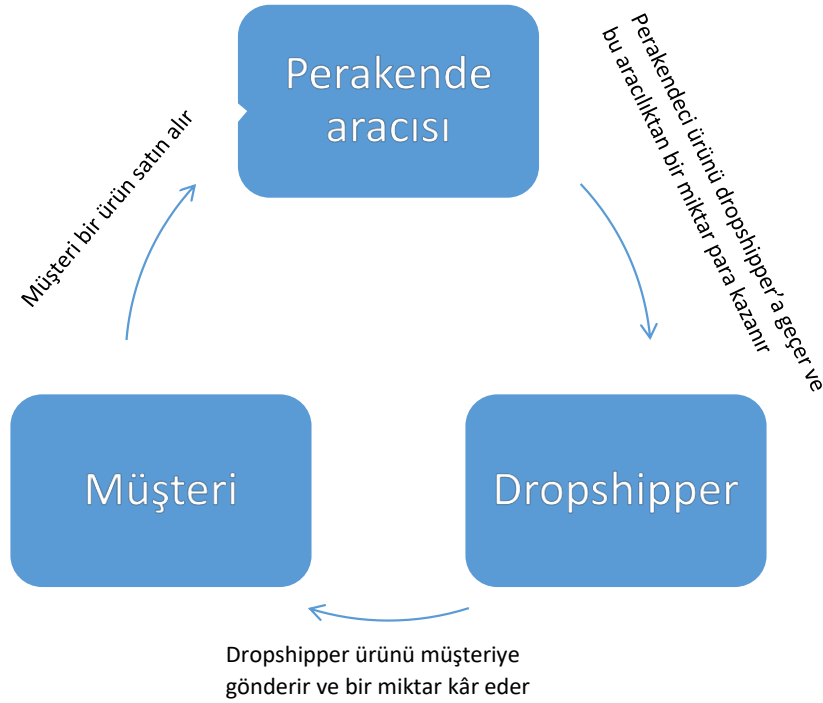 Perakende
aracısı
Perakendeci ürünü dropshipper’a geçer ve
bu aracılıktan bir miktar para kazanır
Müşteri bir ürün satın alır
Müşteri
Dropshipper
Dropshipper ürünü müşteriye
gönderir ve bir miktar kâr eder